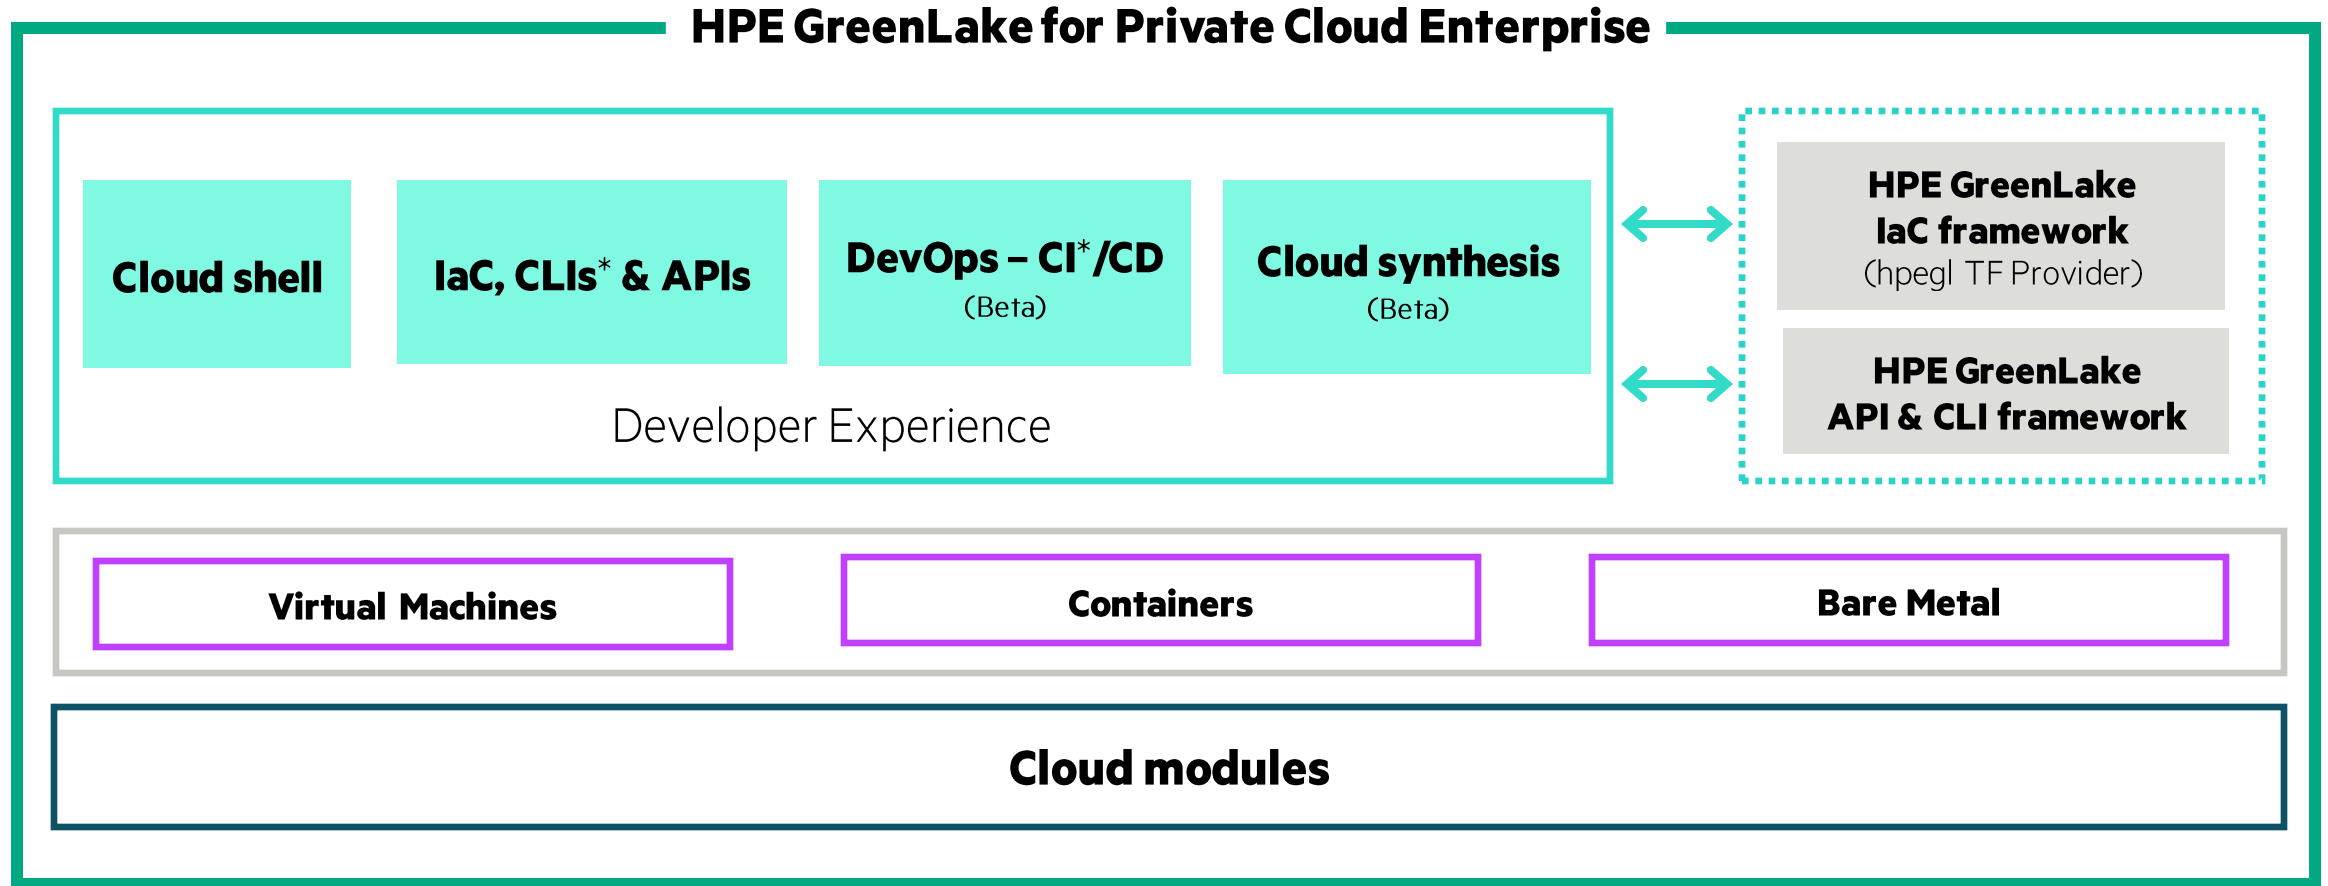 HPE GreenLake for Private Cloud Enterprise
Cloud shell
IaC, CLIs* & APIs
DevOps – CI*/CD
(Beta)
Cloud synthesis
(Beta)
Developer Experience
HPE GreenLake
IaC framework
(hpegl TF Provider)
HPE GreenLake
API & CLI framework
Virtual Machines
Containers
Bare Metal
Cloud modules